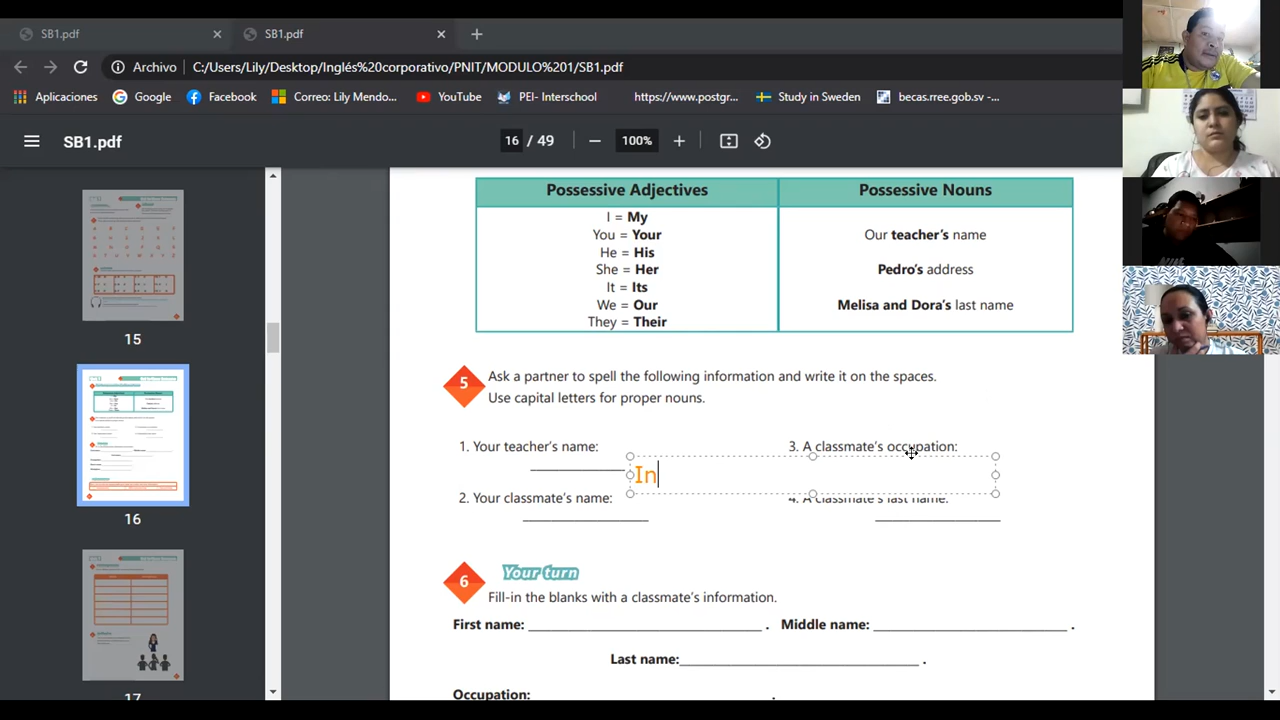 SB1.pdf SB1.pdf
Archivo C:/Users/Lily/Desktop/Inglés%20corporativo/PNIT/MODULO%201/SB1.pdf
Aplicaciones Google Facebook Correo: Lily Mendo... YouTube PEI- Interschool https://www.postgr... Study in Sweden becas.rree.gob.sv -...
SB1.pdf 16 / 49 100%
15
16
17
Possessive Adjectives Possessive Nouns
I = My
You = Your
Our teacher's name
He = His
She = Her
Pedro's address
It = Its
We = Our
Melisa and Dora's last name
They = Their
5 Ask a partner to spell the following information and write it on the spaces.
Use capital letters for proper nouns.
1. Your teacher's name: 3. A classmate's occupation:
In
2. Your classmate's name: 4. A classmate's last name:
6 Your turn
Fill-in the blanks with a classmate's information.
First name: . Middle name: .
Last name: .
Occupation: .